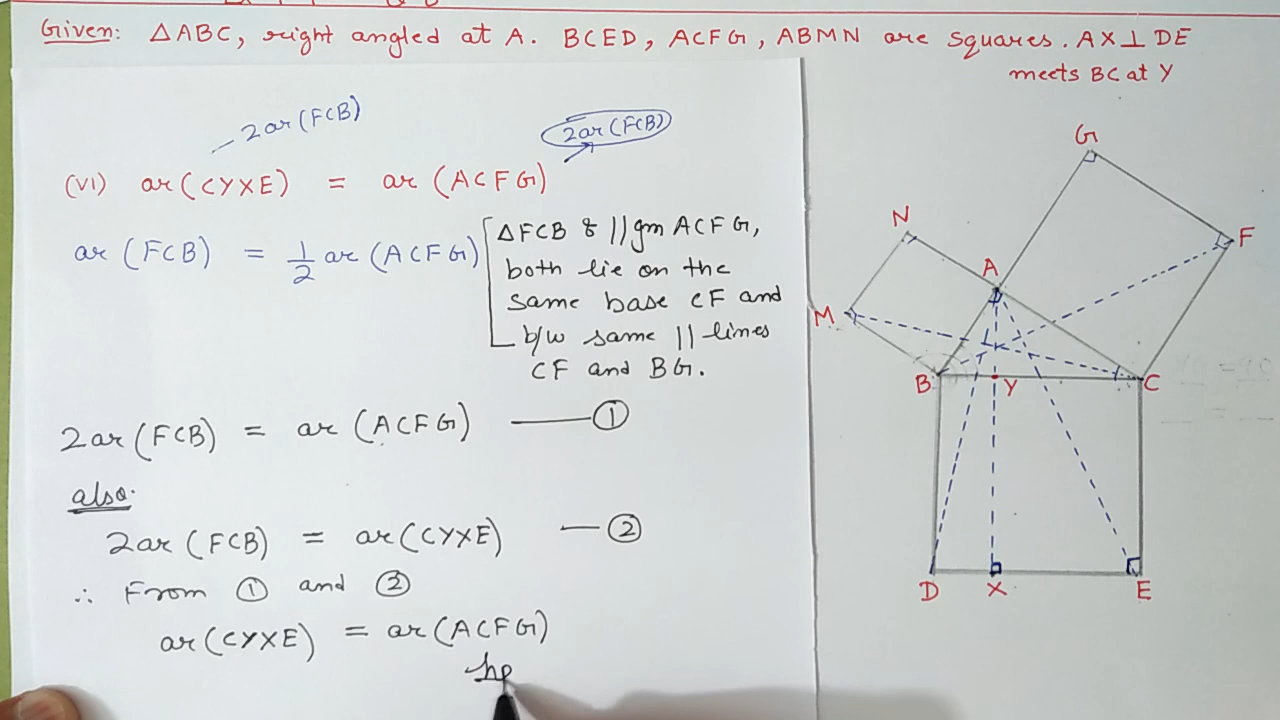 Given: △ABC, right angled at A. BCED, ACFG, ABMN are squares. AX⊥DE
meets BC at Y
2ar(FCB)
2ar(FCB)
(VI) ar(CYXE) = ar(ACFG)
ar(FCB) = 1/2 ar(ACFG)
△FCB & ||gm ACFG,
both lie on the
same base CF and
b/w same || lines
CF and BG.
2ar(FCB) = ar(ACFG) —— ①
also.
2ar(FCB) = ar(CYXE) — ②
∴ From ① and ②
ar(CYXE) = ar(ACFG)
hp
G
N
F
A
M
B
Y
C
D
X
E